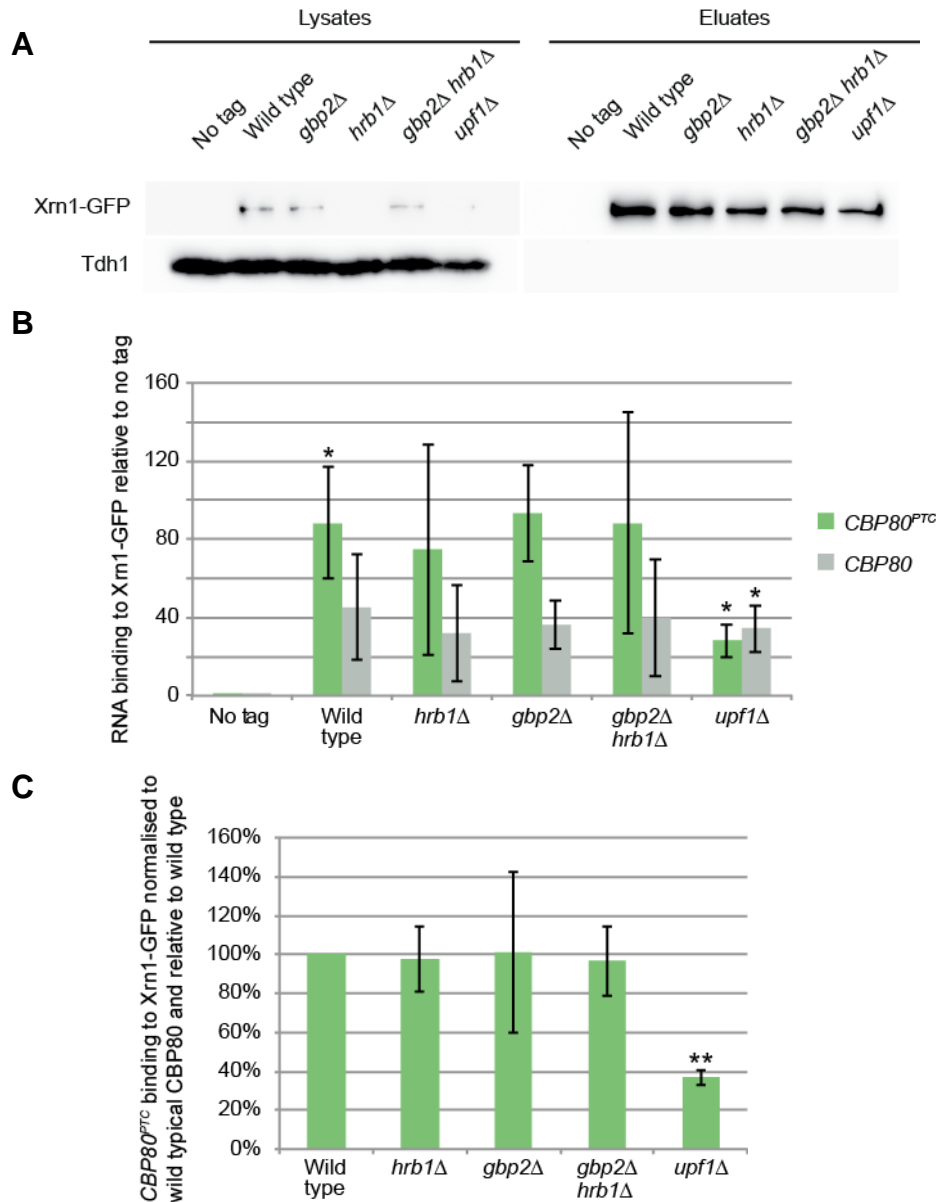 Lysates Eluates
A
No tag Wild type gbp2Δ hrb1Δ gbp2Δ hrb1Δ upf1Δ No tag Wild type gbp2Δ hrb1Δ gbp2Δ hrb1Δ upf1Δ
Xrn1-GFP
Tdh1
B
RNA binding to Xrn1-GFP relative to no tag
160
120
80
40
0
*
* *
No tag Wild type hrb1Δ gbp2Δ gbp2Δ hrb1Δ upf1Δ
CBP80PTC
CBP80
C
CBP80PTC binding to Xrn1-GFP normalised to
wild typical CBP80 and relative to wild type
160%
140%
120%
100%
80%
60%
40%
20%
0%
**
Wild type hrb1Δ gbp2Δ gbp2Δ hrb1Δ upf1Δ